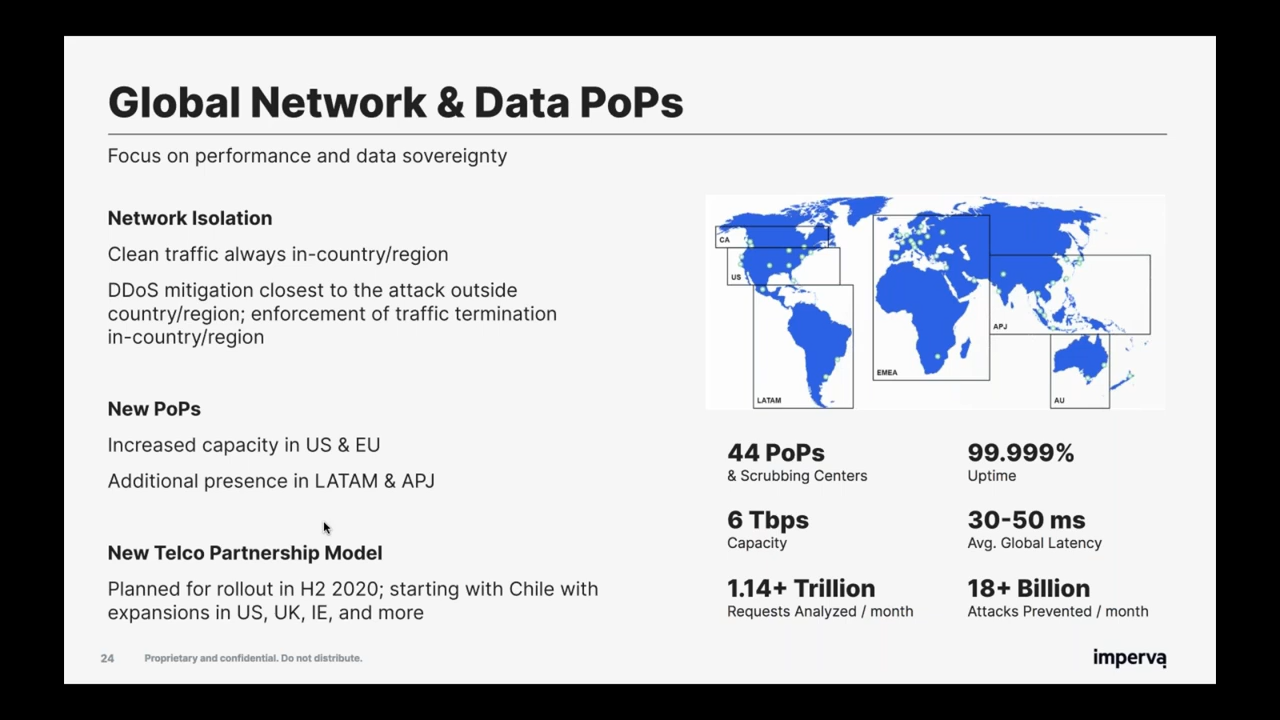 Global Network & Data PoPs
Focus on performance and data sovereignty
Network Isolation
Clean traffic always in-country/region
DDoS mitigation closest to the attack outside
country/region; enforcement of traffic termination
in-country/region
New PoPs
Increased capacity in US & EU
Additional presence in LATAM & APJ
New Telco Partnership Model
Planned for rollout in H2 2020; starting with Chile with
expansions in US, UK, IE, and more
CA
US
APJ
EMEA
LATAM
AU
44 PoPs
& Scrubbing Centers
99.999%
Uptime
6 Tbps
Capacity
30-50 ms
Avg. Global Latency
1.14+ Trillion
Requests Analyzed / month
18+ Billion
Attacks Prevented / month
24
Proprietary and confidential. Do not distribute.
imperva